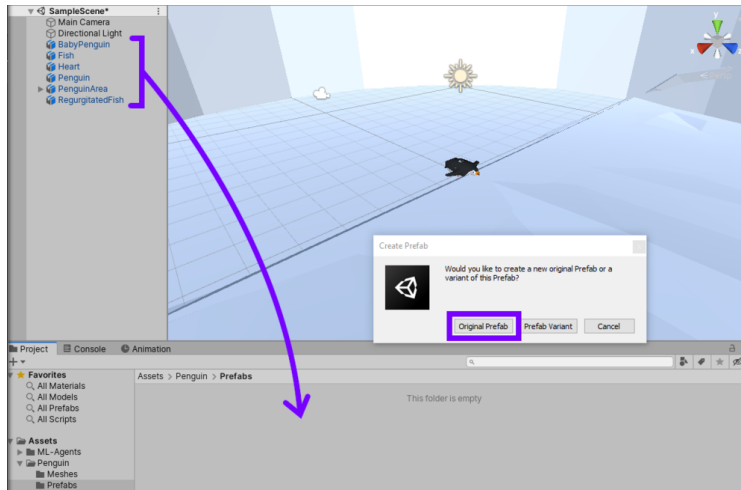 SampleScene*
Main Camera
Directional Light
BabyPenguin
Fish
Heart
Penguin
PenguinArea
RegurgitatedFish
y
x
Persp
Create Prefab
Would you like to create a new original Prefab or a
variant of this Prefab?
Original Prefab Prefab Variant Cancel
Project Console Animation
Favorites
All Materials
All Models
All Prefabs
All Scripts
Assets > Penguin > Prefabs
This folder is empty
Assets
ML-Agents
Penguin
Meshes
Prefabs